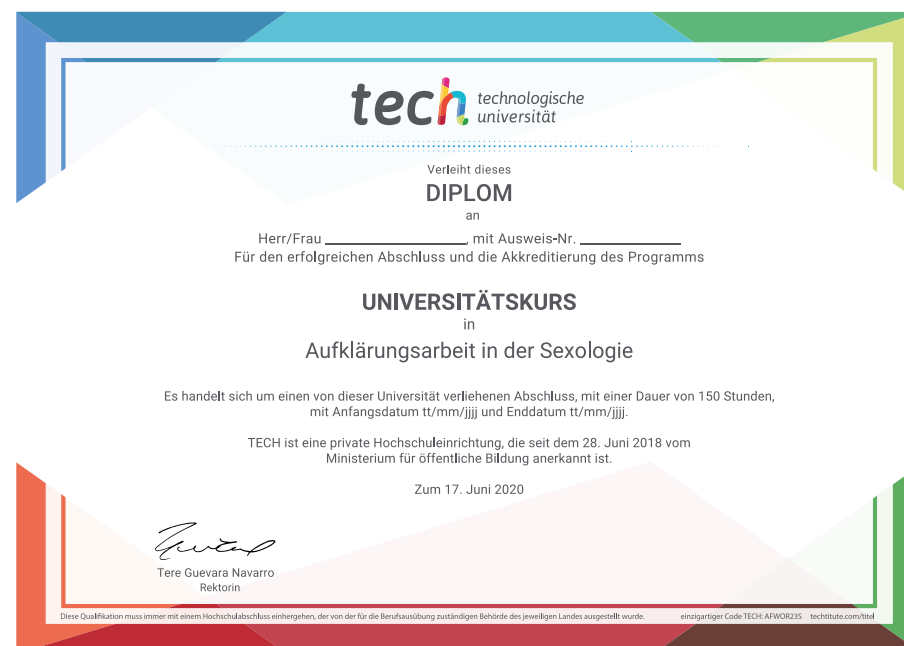 tech technologische
universität
Verleiht dieses
DIPLOM
an
Herr/Frau ____________________, mit Ausweis-Nr. ______________
Für den erfolgreichen Abschluss und die Akkreditierung des Programms
UNIVERSITÄTSKURS
in
Aufklärungsarbeit in der Sexologie
Es handelt sich um einen von dieser Universität verliehenen Abschluss, mit einer Dauer von 150 Stunden,
mit Anfangsdatum tt/mm/jjjj und Enddatum tt/mm/jjjj.
TECH ist eine private Hochschuleinrichtung, die seit dem 28. Juni 2018 vom
Ministerium für öffentliche Bildung anerkannt ist.
Zum 17. Juni 2020
Tere Guevara Navarro
Rektorin
Diese Qualifikation muss immer mit einem Hochschulabschluss einhergehen, der von der für die Berufsausübung zuständigen Behörde des jeweiligen Landes ausgestellt wurde. einzigartiger Code TECH: AFWOR23S techtitute.com/titel